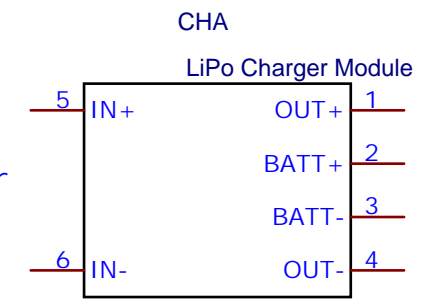 CHA
LiPo Charger Module
5 IN+ OUT+ 1
BATT+ 2
r
BATT- 3
6 IN- OUT- 4